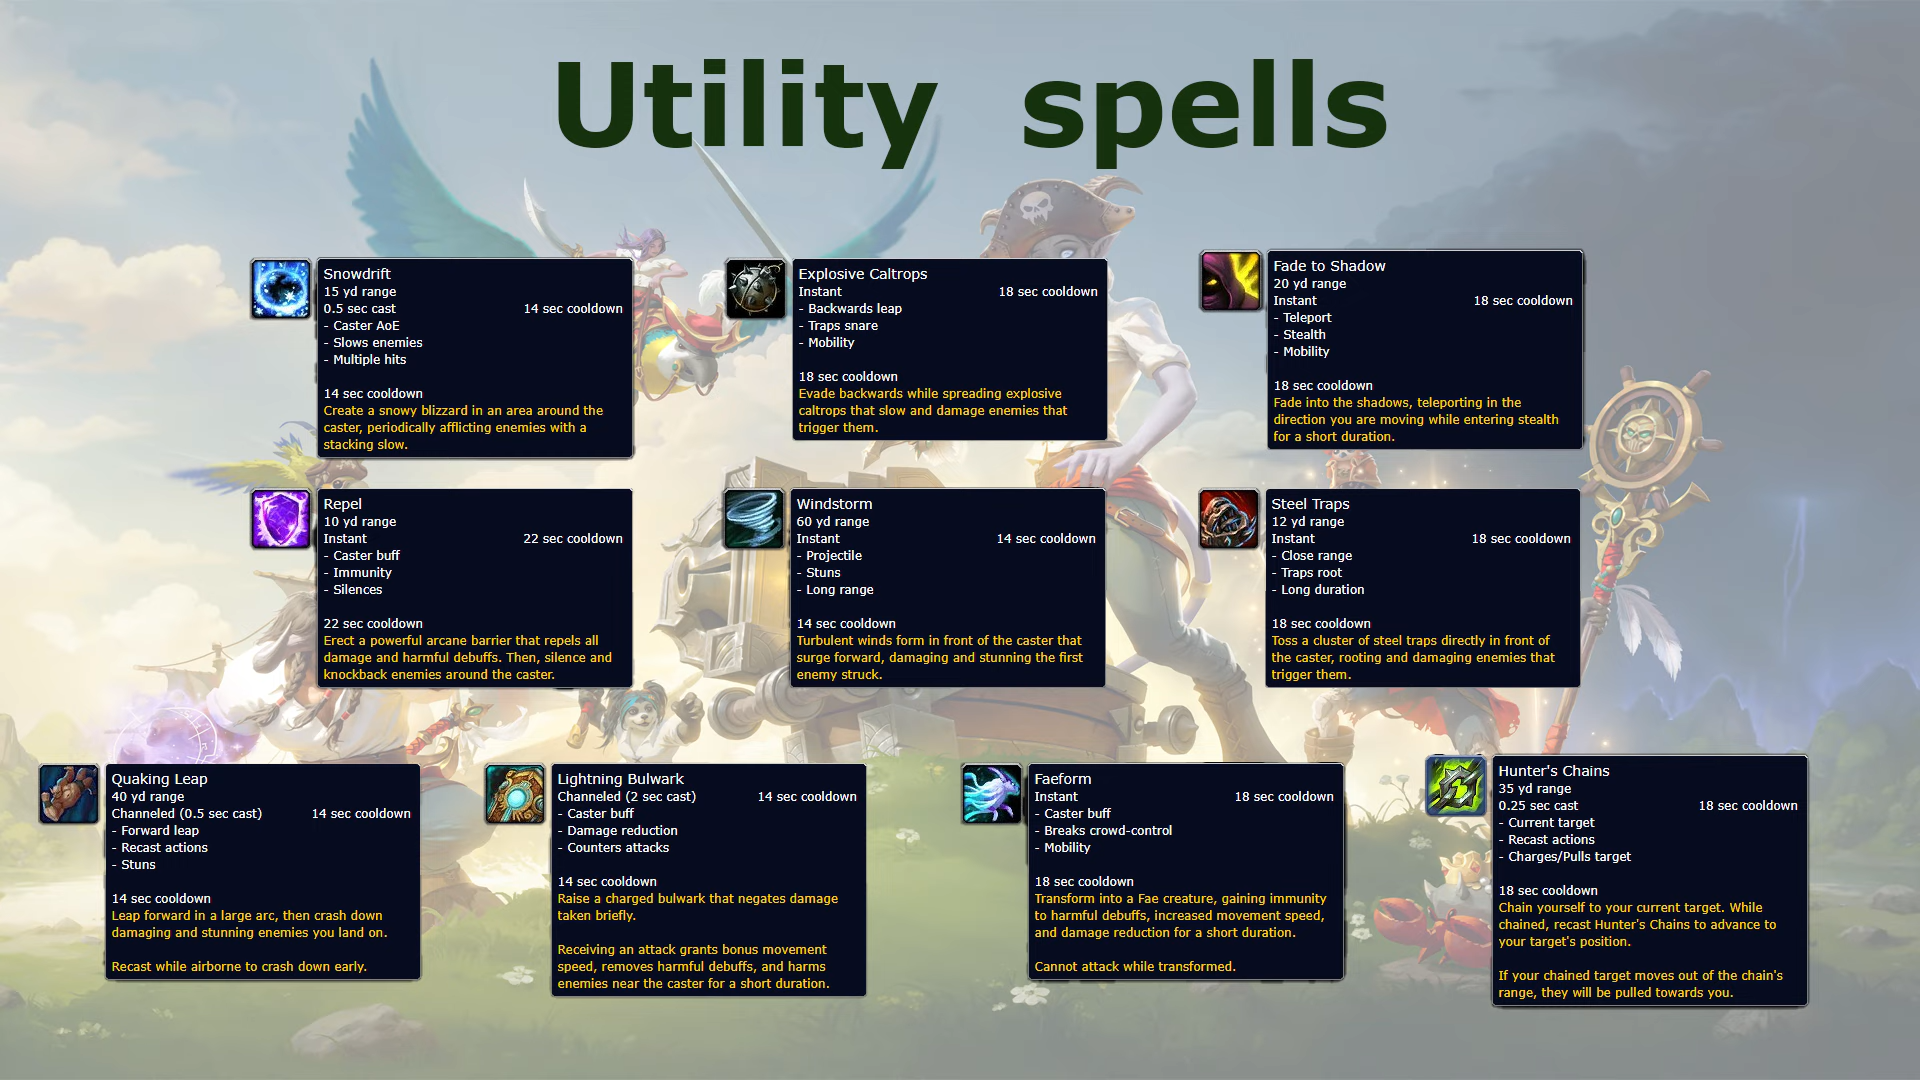 Utility spells
Snowdrift
15 yd range
0.5 sec cast 14 sec cooldown
- Caster AoE
- Slows enemies
- Multiple hits
14 sec cooldown
Create a snowy blizzard in an area around the
caster, periodically afflicting enemies with a
stacking slow.
Explosive Caltrops
Instant 18 sec cooldown
- Backwards leap
- Traps snare
- Mobility
18 sec cooldown
Evade backwards while spreading explosive
caltrops that slow and damage enemies that
trigger them.
Fade to Shadow
20 yd range
Instant 18 sec cooldown
- Teleport
- Stealth
- Mobility
18 sec cooldown
Fade into the shadows, teleporting in the
direction you are moving while entering stealth
for a short duration.
Repel
10 yd range
Instant 22 sec cooldown
- Caster buff
- Immunity
- Silences
22 sec cooldown
Erect a powerful arcane barrier that repels all
damage and harmful debuffs. Then, silence and
knockback enemies around the caster.
Windstorm
60 yd range
Instant 14 sec cooldown
- Projectile
- Stuns
- Long range
14 sec cooldown
Turbulent winds form in front of the caster that
surge forward, damaging and stunning the first
enemy struck.
Steel Traps
12 yd range
Instant 18 sec cooldown
- Close range
- Traps root
- Long duration
18 sec cooldown
Toss a cluster of steel traps directly in front of
the caster, rooting and damaging enemies that
trigger them.
Quaking Leap
40 yd range
Channeled (0.5 sec cast) 14 sec cooldown
- Forward leap
- Recast actions
- Stuns
14 sec cooldown
Leap forward in a large arc, then crash down
damaging and stunning enemies you land on.
Recast while airborne to crash down early.
Lightning Bulwark
Channeled (2 sec cast) 14 sec cooldown
- Caster buff
- Damage reduction
- Counters attacks
14 sec cooldown
Raise a charged bulwark that negates damage
taken briefly.
Receiving an attack grants bonus movement
speed, removes harmful debuffs, and harms
enemies near the caster for a short duration.
Faeform
Instant 18 sec cooldown
- Caster buff
- Breaks crowd-control
- Mobility
18 sec cooldown
Transform into a Fae creature, gaining immunity
to harmful debuffs, increased movement speed,
and damage reduction for a short duration.
Cannot attack while transformed.
Hunter's Chains
35 yd range
0.25 sec cast 18 sec cooldown
- Current target
- Recast actions
- Charges/Pulls target
18 sec cooldown
Chain yourself to your current target. While
chained, recast Hunter's Chains to advance to
your target's position.
If your chained target moves out of the chain's
range, they will be pulled towards you.